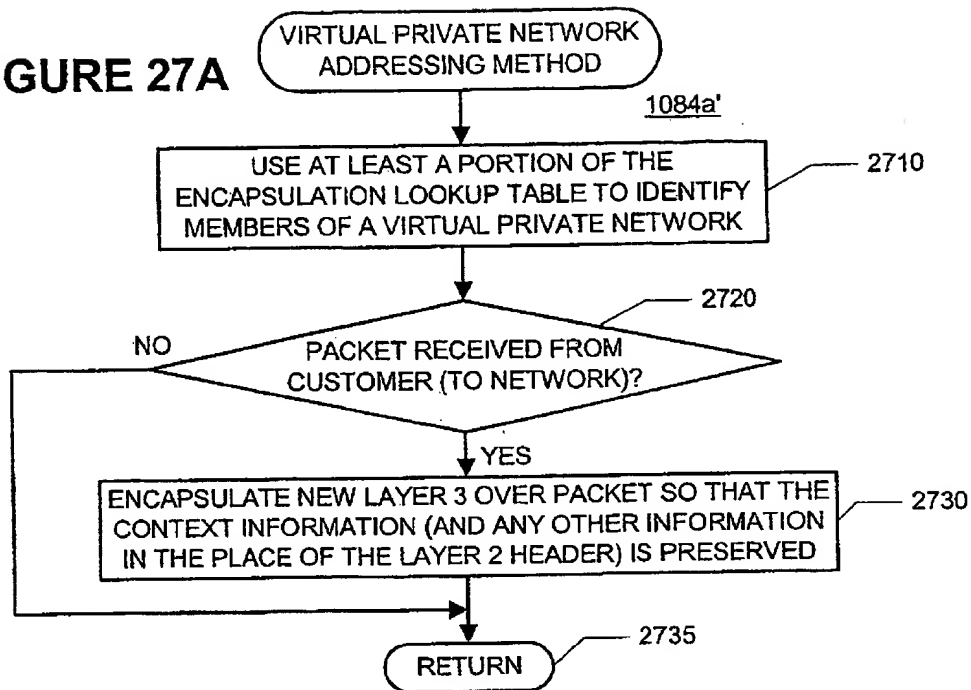 GURE 27A
VIRTUAL PRIVATE NETWORK
ADDRESSING METHOD
1084a'
USE AT LEAST A PORTION OF THE
ENCAPSULATION LOOKUP TABLE TO IDENTIFY
MEMBERS OF A VIRTUAL PRIVATE NETWORK
2710
2720
NO
PACKET RECEIVED FROM
CUSTOMER (TO NETWORK)?
YES
ENCAPSULATE NEW LAYER 3 OVER PACKET SO THAT THE
CONTEXT INFORMATION (AND ANY OTHER INFORMATION
IN THE PLACE OF THE LAYER 2 HEADER) IS PRESERVED
2730
RETURN
2735